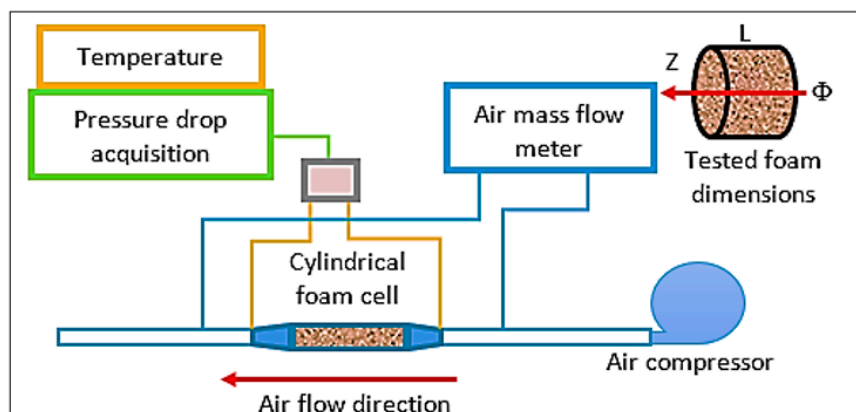 Temperature
Pressure drop
acquisition
Air mass flow
meter
L
Z
Φ
Tested foam
dimensions
Cylindrical
foam cell
Air compressor
Air flow direction